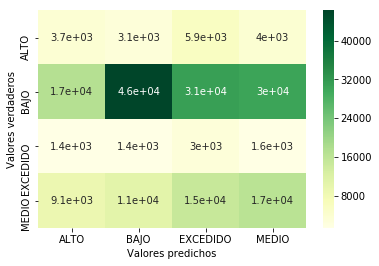 ALTO 3.7e+03 3.1e+03 5.9e+03 4e+03
BAJO 1.7e+04 4.6e+04 3.1e+04 3e+04
EXCEDIDO 1.4e+03 1.4e+03 3e+03 1.6e+03
MEDIO 9.1e+03 1.1e+04 1.5e+04 1.7e+04
ALTO BAJO EXCEDIDO MEDIO
Valores predichos
Valores verdaderos
40000
32000
24000
16000
8000